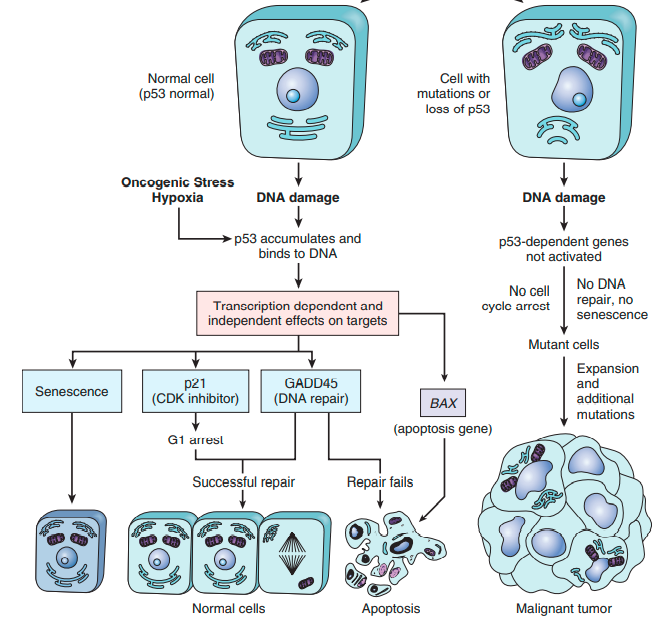 Normal cell
(p53 normal)
Cell with
mutations or
loss of p53
Oncogenic Stress
Hypoxia
DNA damage
DNA damage
p53 accumulates and
binds to DNA
p53-dependent genes
not activated
Transcription dependent and
independent effects on targets
No cell
cycle arrest
No DNA
repair, no
senescence
Mutant cells
Senescence
p21
(CDK inhibitor)
GADD45
(DNA repair)
BAX
(apoptosis gene)
Expansion
and
additional
mutations
G1 arrest
Successful repair
Repair fails
Normal cells
Apoptosis
Malignant tumor